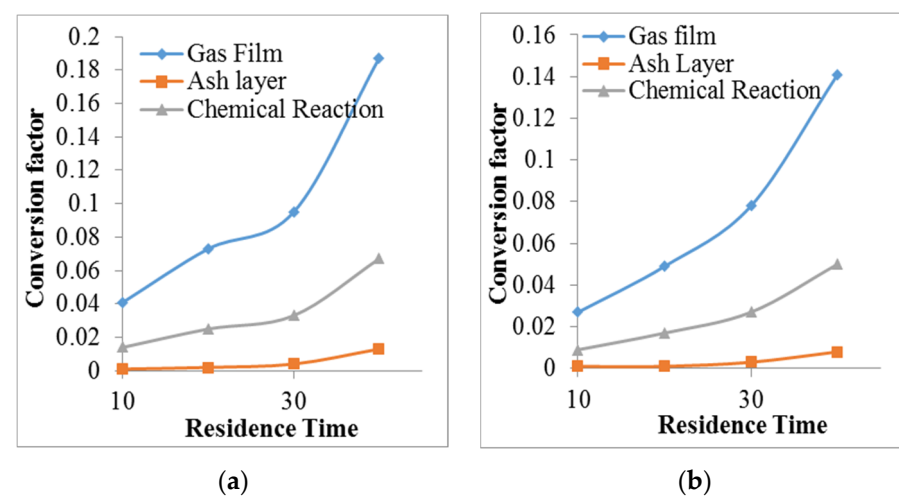 0.2
0.18
0.16
0.14
0.12
0.1
0.08
0.06
0.04
0.02
0
Conversion factor
Gas Film
Ash layer
Chemical Reaction
10
30
Residence Time
(a)
0.16
0.14
0.12
0.1
0.08
0.06
0.04
0.02
0
Conversion factor
Gas film
Ash Layer
Chemical Reaction
10
30
Residence Time
(b)